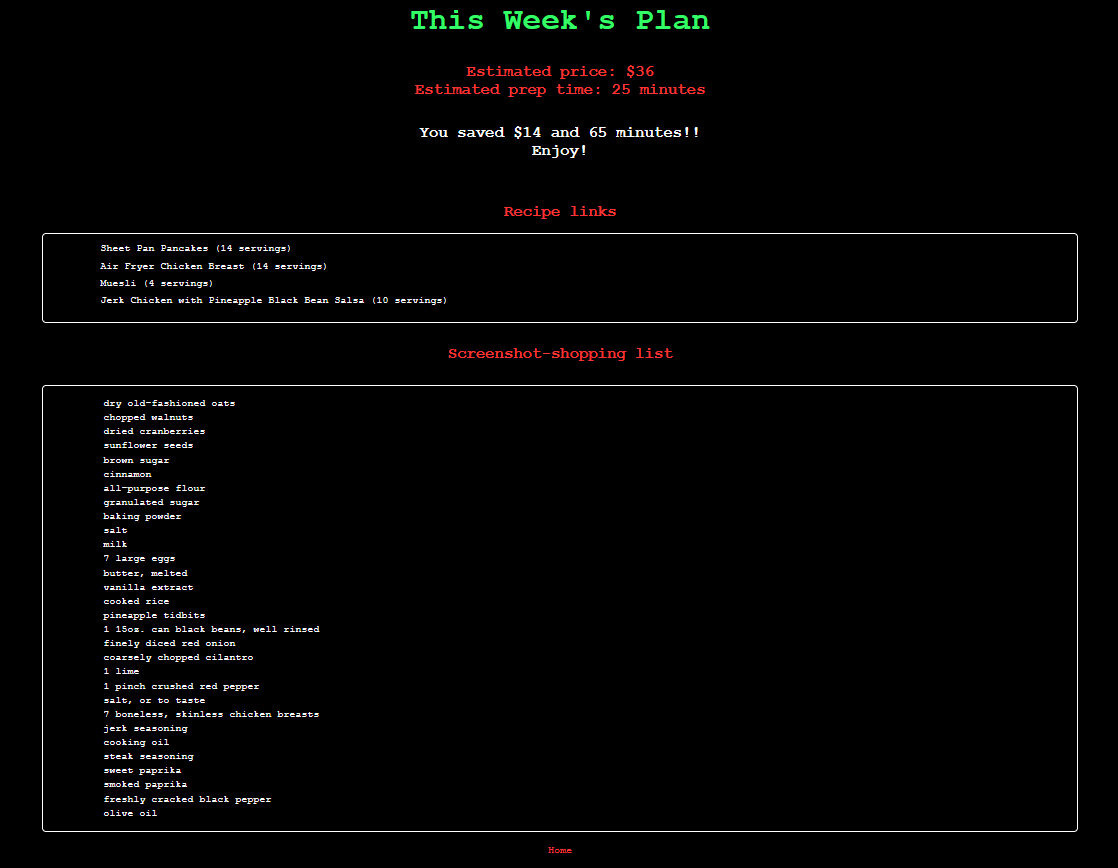 This Week's Plan
Estimated price: $36
Estimated prep time: 25 minutes
You saved $14 and 65 minutes!!
Enjoy!
Recipe links
Sheet Pan Pancakes (14 servings)
Air Fryer Chicken Breast (14 servings)
Muesli (4 servings)
Jerk Chicken with Pineapple Black Bean Salsa (10 servings)
Screenshot-shopping list
dry old-fashioned oats
chopped walnuts
dried cranberries
sunflower seeds
brown sugar
cinnamon
all-purpose flour
granulated sugar
baking powder
salt
milk
7 large eggs
butter, melted
vanilla extract
cooked rice
pineapple tidbits
1 15oz. can black beans, well rinsed
finely diced red onion
coarsely chopped cilantro
1 lime
1 pinch crushed red pepper
salt, or to taste
7 boneless, skinless chicken breasts
jerk seasoning
cooking oil
steak seasoning
sweet paprika
smoked paprika
freshly cracked black pepper
olive oil
Home